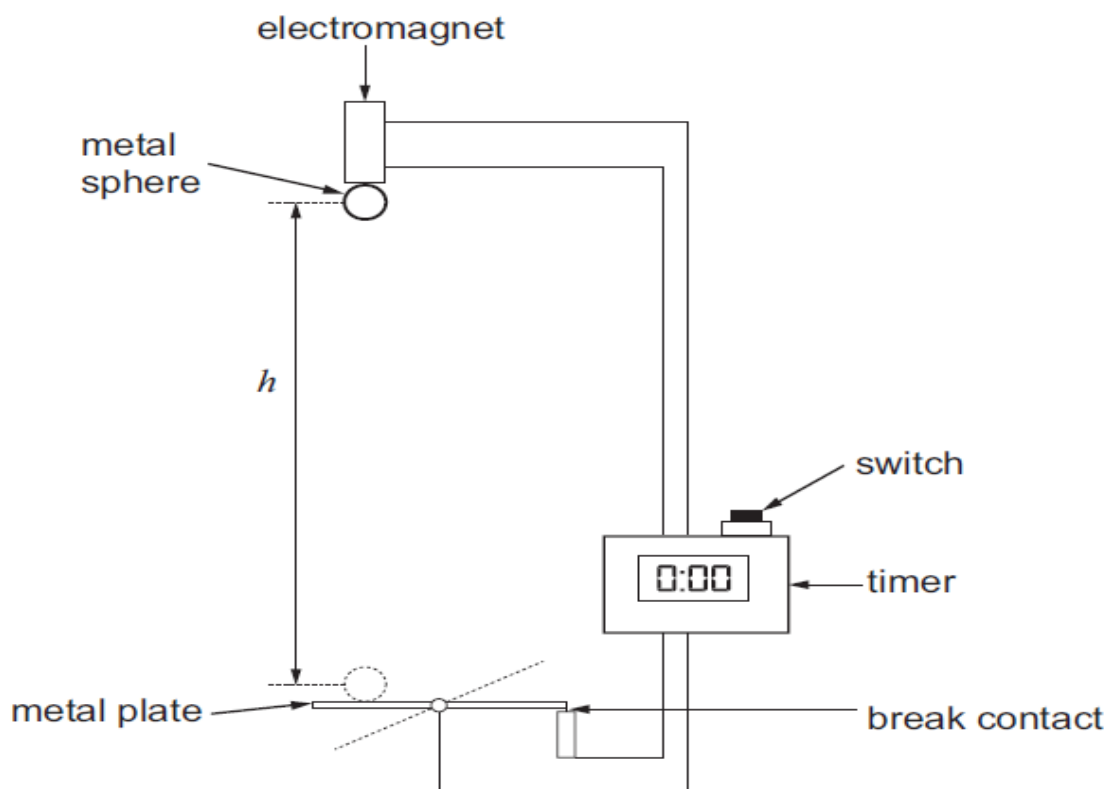 electromagnet
metal
sphere
h
switch
0:00
timer
metal plate
break contact